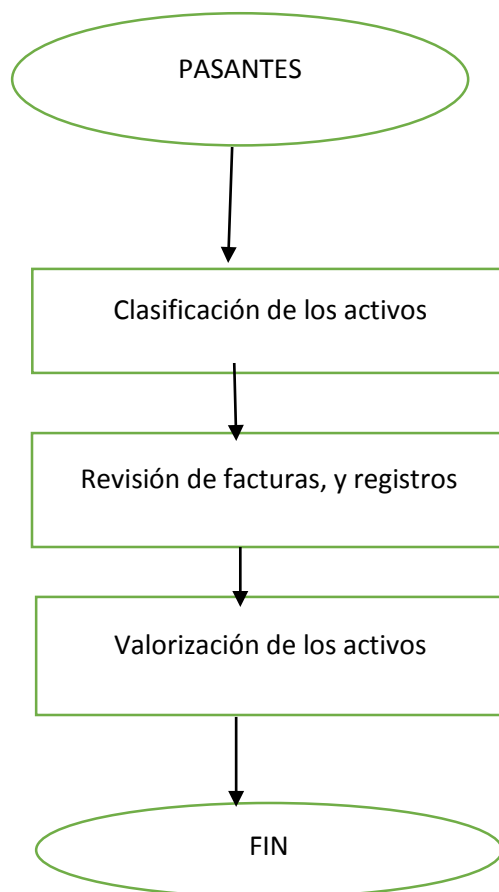 PASANTES
Clasificación de los activos
Revisión de facturas, y registros
Valorización de los activos
FIN